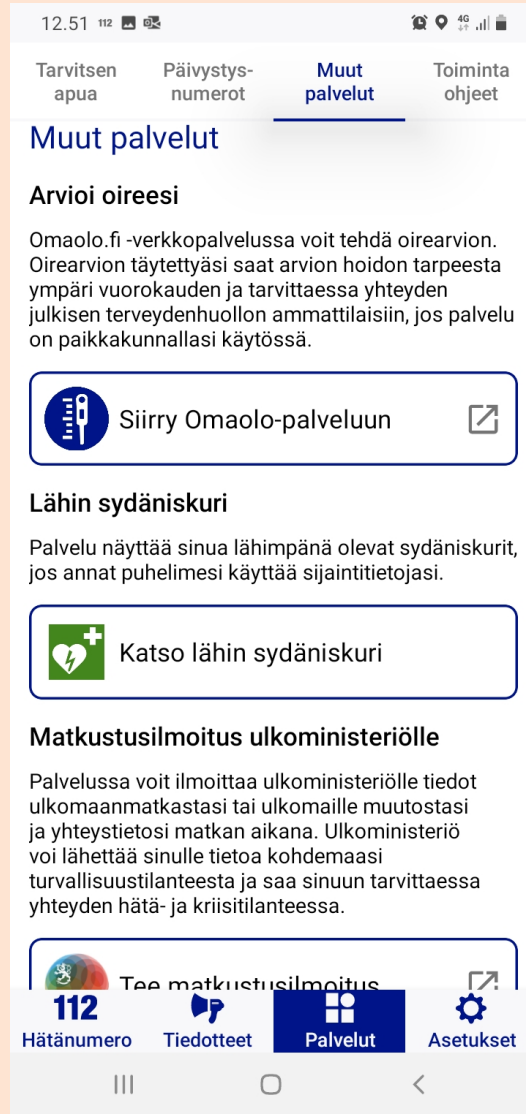 12.51 112
4G
Tarvitsen apua
Päivystys-numerot
Muut palvelut
Toiminta ohjeet
Muut palvelut
Arvioi oireesi
Omaolo.fi -verkkopalvelussa voit tehdä oirearvion.
Oirearvion täytettyäsi saat arvion hoidon tarpeesta
ympäri vuorokauden ja tarvittaessa yhteyden
julkisen terveydenhuollon ammattilaisiin, jos palvelu
on paikkakunnallasi käytössä.
Siirry Omaolo-palveluun
Lähin sydäniskuri
Palvelu näyttää sinua lähimpänä olevat sydäniskurit,
jos annat puhelimesi käyttää sijaintitietojasi.
Katso lähin sydäniskuri
Matkustusilmoitus ulkoministeriölle
Palvelussa voit ilmoittaa ulkoministeriölle tiedot
ulkomaanmatkastasi tai ulkomaille muutostasi
ja yhteystietosi matkan aikana. Ulkoministeriö
voi lähettää sinulle tietoa kohdemaasi
turvallisuustilanteesta ja saa sinuun tarvittaessa
yhteyden hätä- ja kriisitilanteessa.
Tee matkustusilmoitus
112
Hätänumero Tiedotteet Palvelut Asetukset